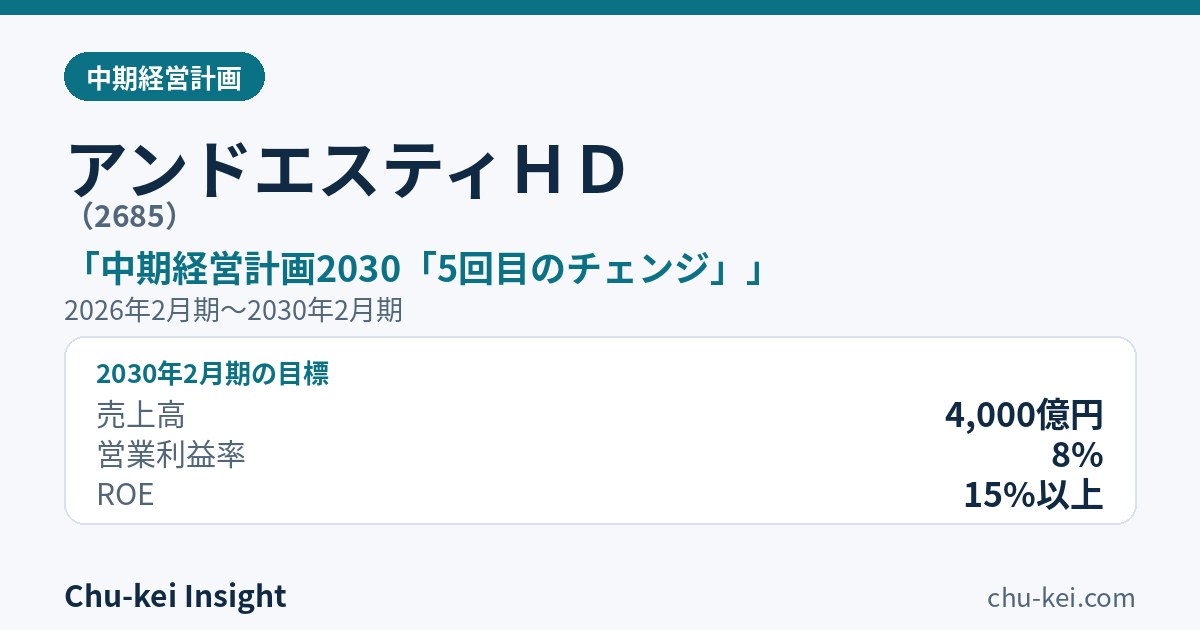 中期経営計画
アンドエスティＨＤ
（2685）
「中期経営計画2030「5回目のチェンジ」」
2026年2月期〜2030年2月期
2030年2月期の目標
売上高 4,000億円
営業利益率 8%
ROE 15%以上
Chu-kei Insight chu-kei.com